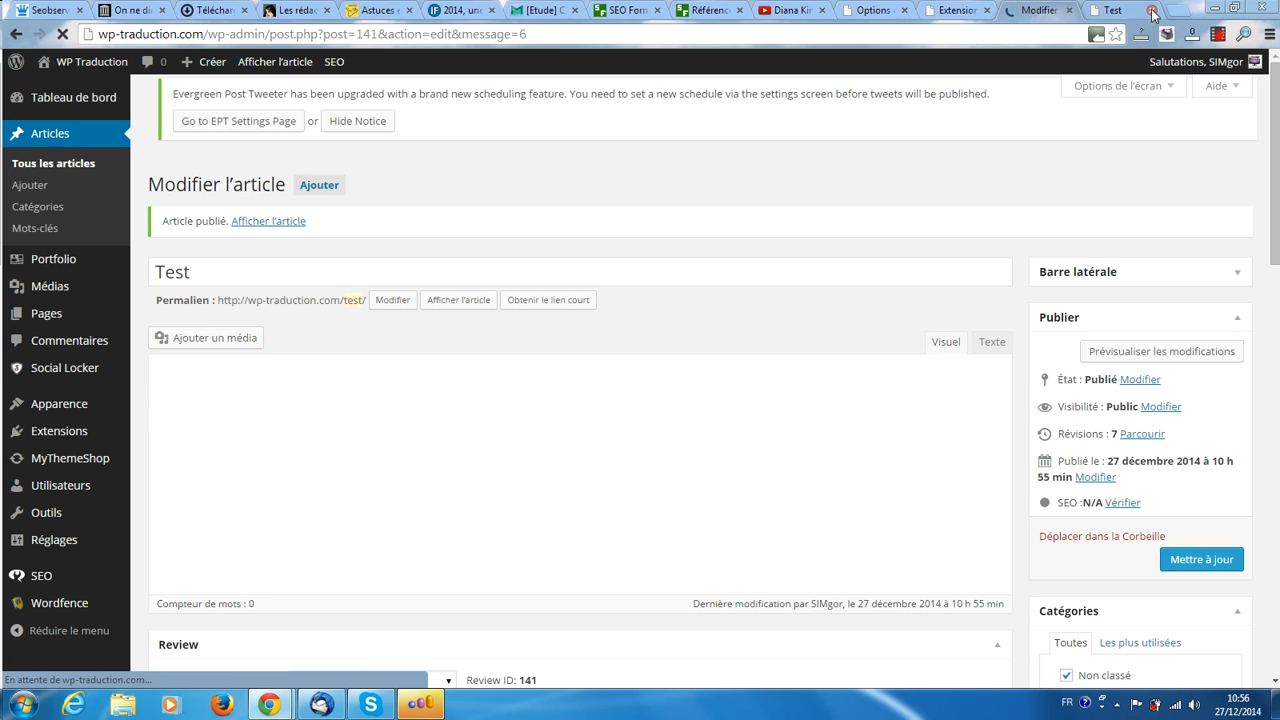 Seobserv
On ne di
Téléchar
Les réda
Astuces
2014, une
[Etude] C
SEO Form
Référenc
Diana Kir
Options
Extension
Modifier
Test
wp-traduction.com/wp-admin/post.php?post=141&action=edit&message=6
WP Traduction
0
Créer
Afficher l'article
SEO
Salutations, SIMgor
Tableau de bord
Articles
Tous les articles
Ajouter
Catégories
Mots-clés
Portfolio
Médias
Pages
Commentaires
Social Locker
Apparence
Extensions
MyThemeShop
Utilisateurs
Outils
Réglages
SEO
Wordfence
Réduire le menu
Evergreen Post Tweeter has been upgraded with a brand new scheduling feature. You need to set a new schedule via the settings screen before tweets will be published.
Go to EPT Settings Page or Hide Notice
Options de l'écran
Aide
Modifier l'article Ajouter
Article publié. Afficher l'article
Test
Permalien : http://wp-traduction.com/test/ Modifier Afficher l'article Obtenir le lien court
Ajouter un média
Visuel
Texte
Compteur de mots : 0
Dernière modification par SIMgor, le 27 décembre 2014 à 10 h 55 min
Review
Review ID: 141
Barre latérale
Publier
Prévisualiser les modifications
État : Publié Modifier
Visibilité : Public Modifier
Révisions : 7 Parcourir
Publié le : 27 décembre 2014 à 10 h
55 min Modifier
SEO :N/A Vérifier
Déplacer dans la Corbeille
Mettre à jour
Catégories
Toutes
Les plus utilisées
Non classé
En attente de wp-traduction.com...
FR
10:56
27/12/2014